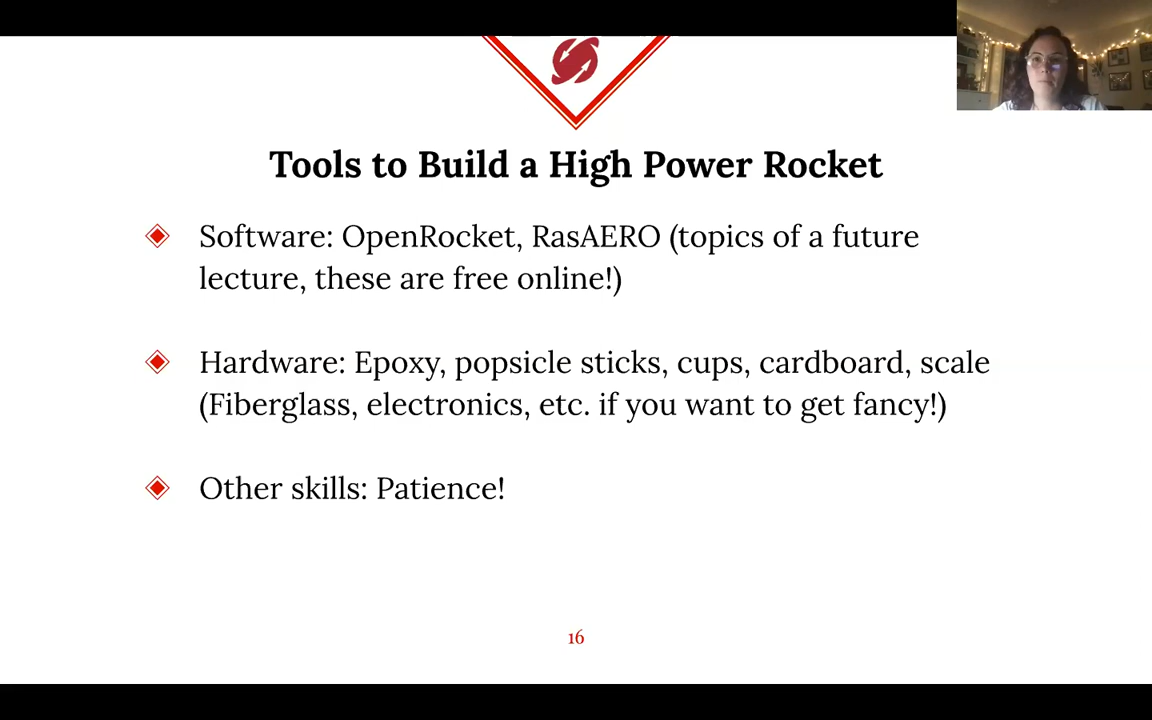 Tools to Build a High Power Rocket
Software: OpenRocket, RasAERO (topics of a future
lecture, these are free online!)
Hardware: Epoxy, popsicle sticks, cups, cardboard, scale
(Fiberglass, electronics, etc. if you want to get fancy!)
Other skills: Patience!
16